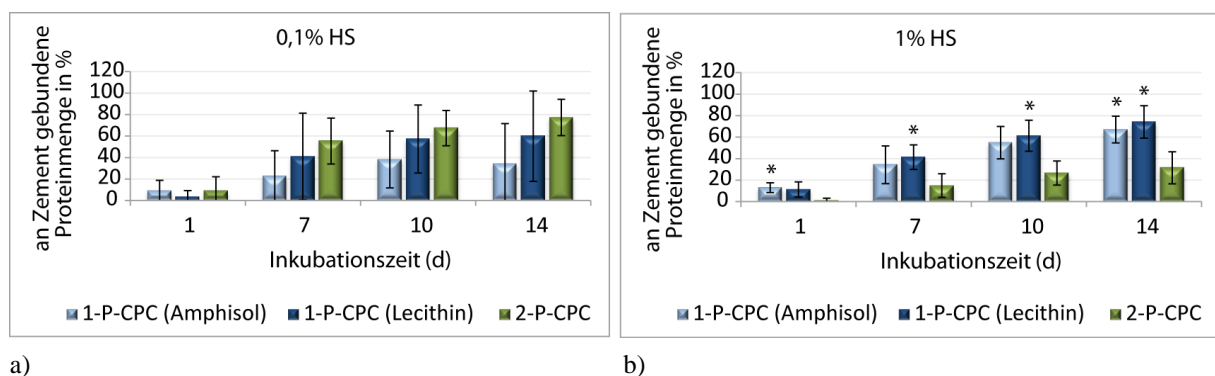 0,1% HS
an Zement gebundene
Proteinmenge in %
120
100
80
60
40
20
0
1 7 10 14
Inkubationszeit (d)
1-P-CPC (Amphisol) 1-P-CPC (Lecithin) 2-P-CPC
a)
1% HS
an Zement gebundene
Proteinmenge in %
120
100
80
60
40
20
0
* * * * *
1 7 10 14
Inkubationszeit (d)
1-P-CPC (Amphisol) 1-P-CPC (Lecithin) 2-P-CPC
b)